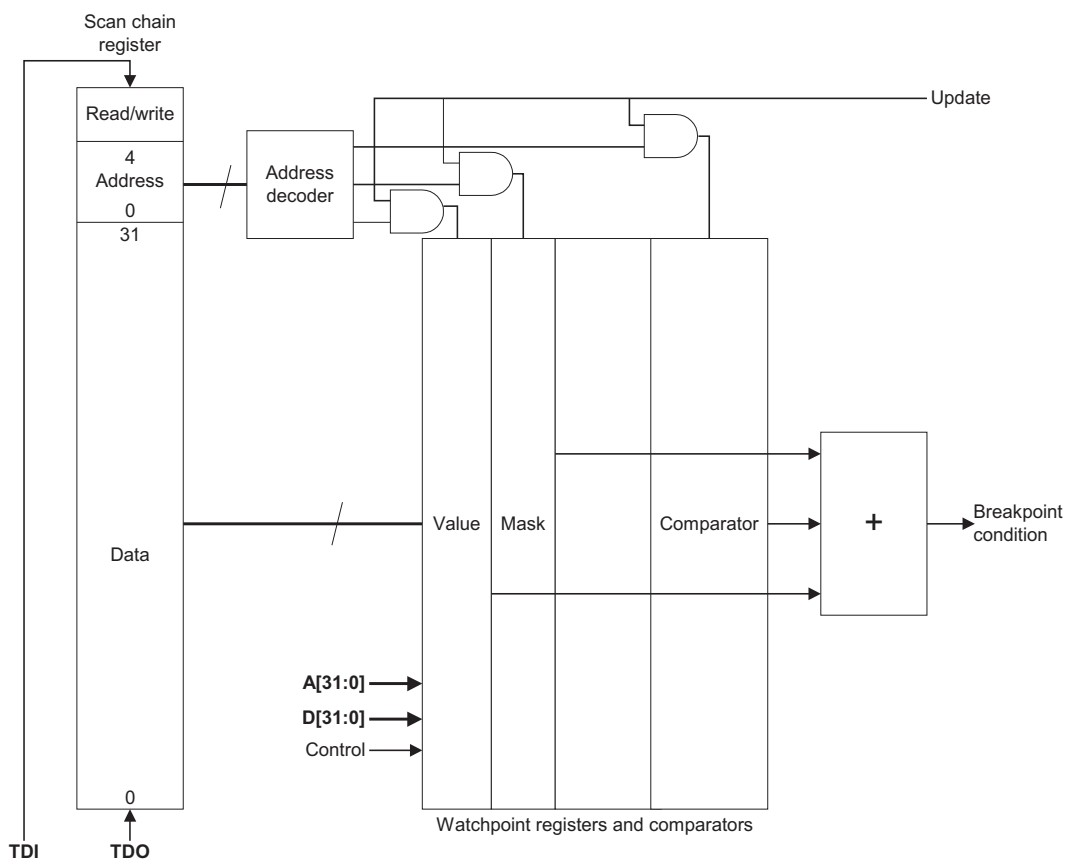 Scan chain
register
Read/write
4
Address
0
31
Data
0
TDI
TDO
Address
decoder
Update
Value
Mask
Comparator
+
Breakpoint
condition
A[31:0]
D[31:0]
Control
Watchpoint registers and comparators